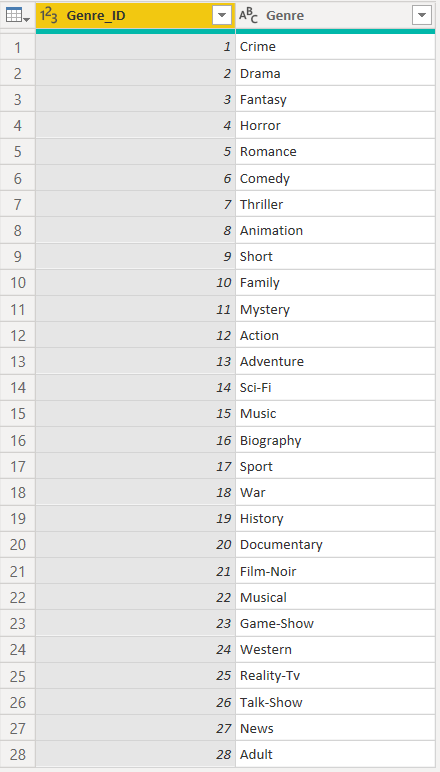 1²3 Genre_ID ABC Genre
1 1 Crime
2 2 Drama
3 3 Fantasy
4 4 Horror
5 5 Romance
6 6 Comedy
7 7 Thriller
8 8 Animation
9 9 Short
10 10 Family
11 11 Mystery
12 12 Action
13 13 Adventure
14 14 Sci-Fi
15 15 Music
16 16 Biography
17 17 Sport
18 18 War
19 19 History
20 20 Documentary
21 21 Film-Noir
22 22 Musical
23 23 Game-Show
24 24 Western
25 25 Reality-Tv
26 26 Talk-Show
27 27 News
28 28 Adult